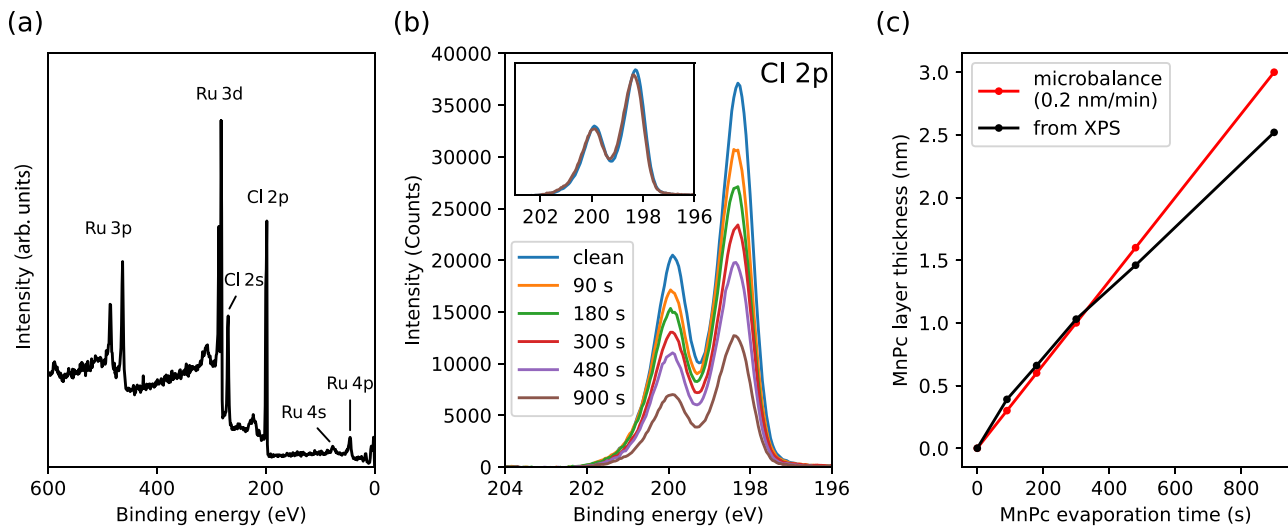 (a)
Intensity (arb. units)
Ru 3p
Ru 3d
Cl 2p
Cl 2s
Ru 4s
Ru 4p
600
400
200
0
Binding energy (eV)
(b)
Intensity (Counts)
40000
35000
30000
25000
20000
15000
10000
5000
0
Cl 2p
202
200
198
196
clean
90 s
180 s
300 s
480 s
900 s
204
202
200
198
196
Binding energy (eV)
(c)
MnPc layer thickness (nm)
3.0
2.5
2.0
1.5
1.0
0.5
0.0
microbalance
(0.2 nm/min)
from XPS
0
200
400
600
800
MnPc evaporation time (s)